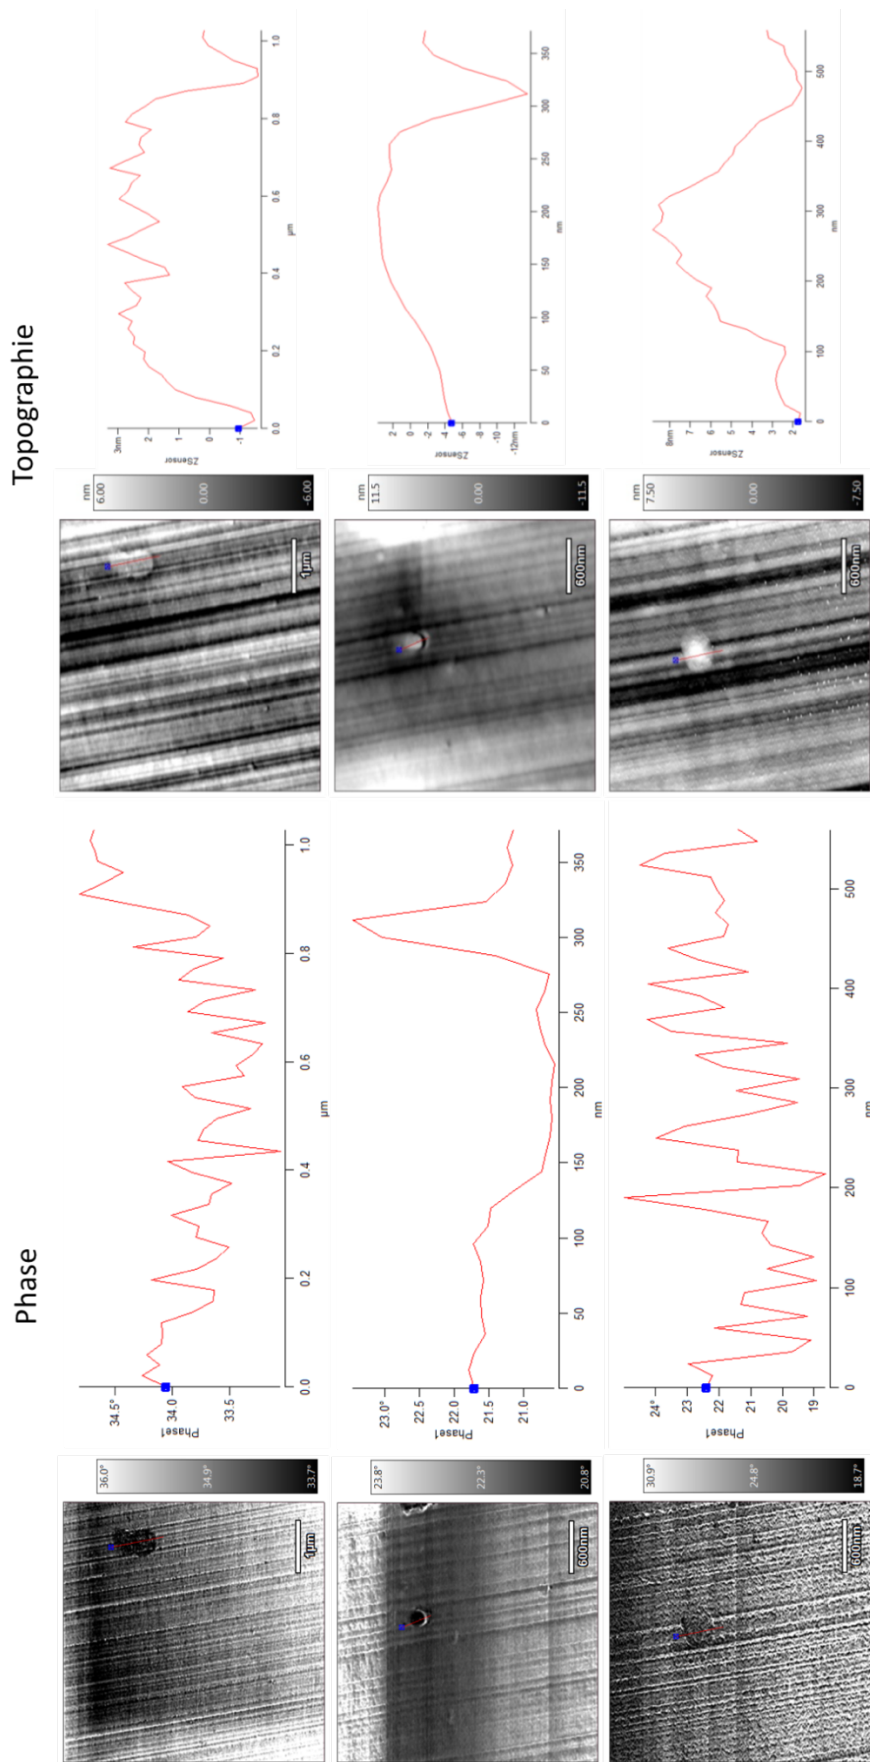 Phase
Topographie
1µm
36.0°
34.9°
33.7°
Phase1
34.5°
34.0
33.5
0.0 0.2 0.4 0.6 0.8 1.0
µm
1µm
nm
6.00
0.00
-6.00
ZSensor
3nm
2
1
0
-1
0.0 0.2 0.4 0.6 0.8 1.0
µm
600nm
23.8°
22.3°
20.8°
Phase1
23.0°
22.5
22.0
21.5
21.0
0 50 100 150 200 250 300 350
nm
600nm
nm
11.5
0.00
-11.5
ZSensor
2
0
-2
-4
-6
-8
-10
-12nm
0 50 100 150 200 250 300 350
nm
600nm
30.9°
24.8°
18.7°
Phase1
24°
23
22
21
20
19
0 100 200 300 400 500
nm
600nm
nm
7.50
0.00
-7.50
ZSensor
8nm
7
6
5
4
3
2
0 100 200 300 400 500
nm